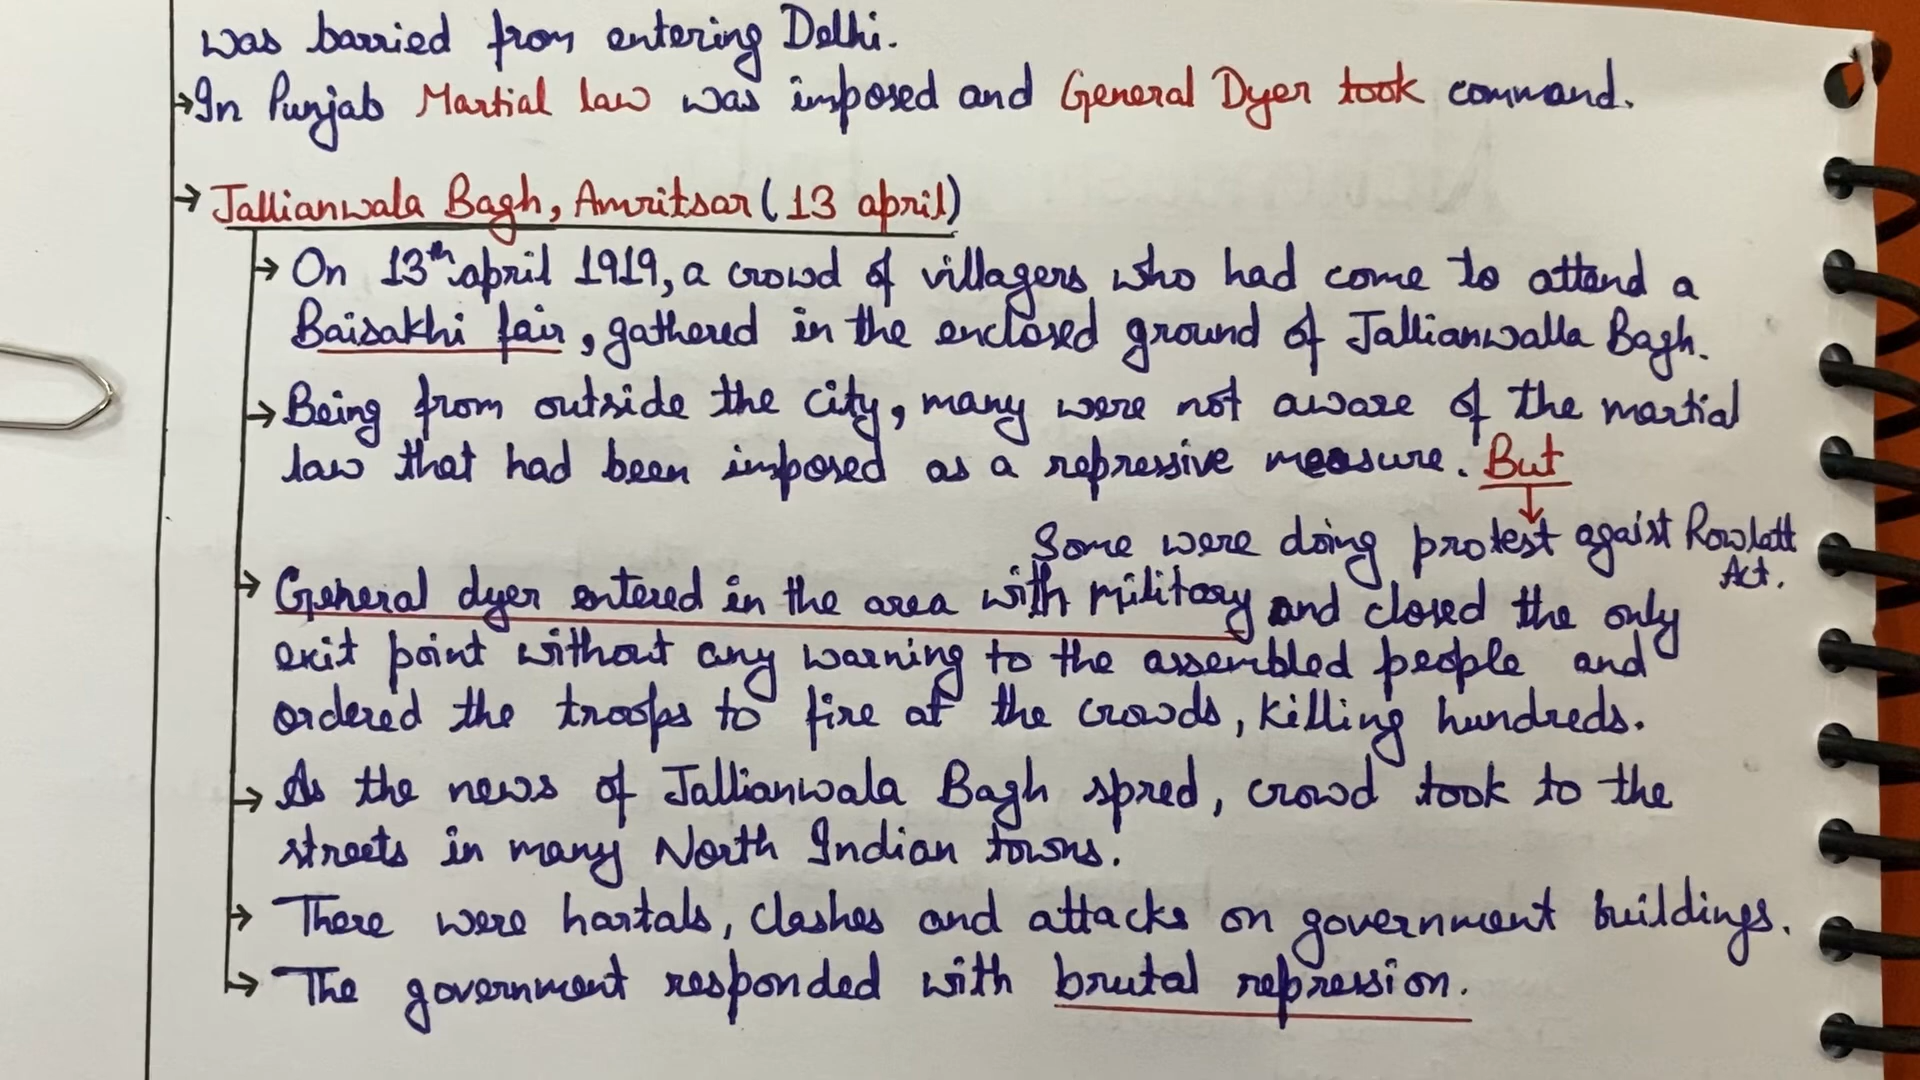 was barried from entering Delhi.
→In Punjab Martial law was imposed and General Dyer took command.
→ Jallianwala Bagh, Amritsar (13 april)
→ On 13th april 1919, a crowd of villagers who had come to attend a
Baisakhi fair, gathered in the enclosed ground of Jallianwalla Bagh.
→ Being from outside the city, many were not aware of the martial
law that had been imposed as a repressive measure. But
↓
Some were doing protest agaist Rowlatt
Act.
→ General dyer entered in the area with military and closed the only
exit point without any warning to the assembled people and
ordered the troops to fire at the crowds, killing hundreds.
→ As the news of Jallianwala Bagh spred, crowd took to the
streets in many North Indian towns.
→ There were hartals, clashes and attacks on government buildings.
→ The government responded with brutal repression.